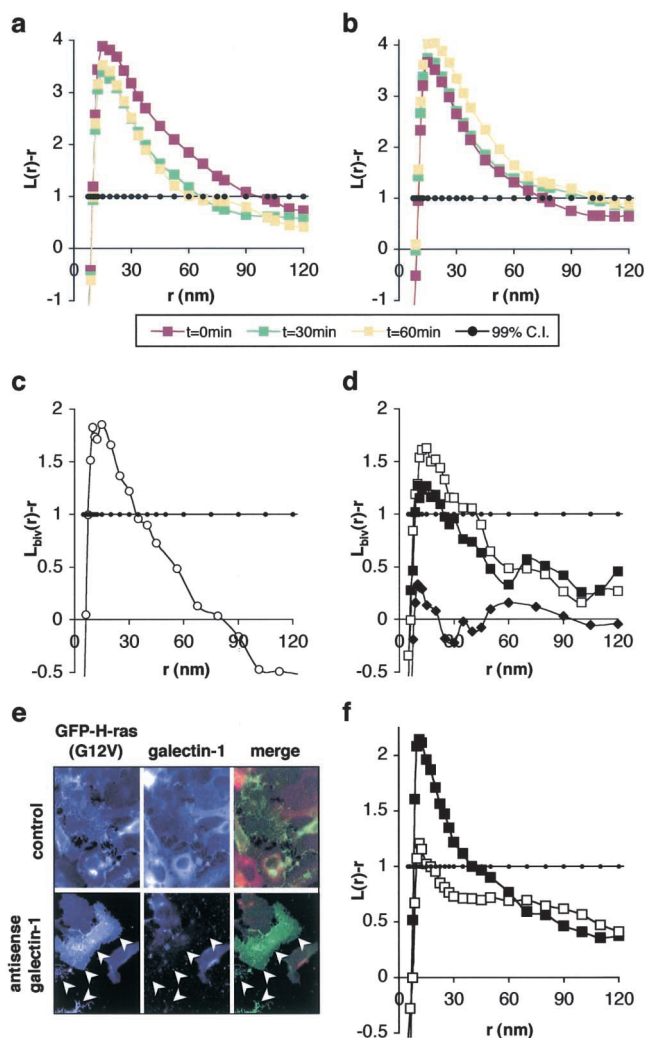 a
b
L(r)-r
4
3
2
1
0
-1
0 30 60 90 120
r (nm)
L(r)-r
4
3
2
1
0
-1
0 30 60 90 120
r (nm)
t=0min t=30min t=60min 99% C.I.
c
d
Lbiv(r)-r
2
1.5
1
0.5
0
-0.5
0 30 60 90 120
r (nm)
Lbiv(r)-r
2
1.5
1
0.5
0
-0.5
0 30 60 90 120
r (nm)
e
GFP-H-ras
(G12V)
galectin-1
merge
control
antisense
galectin-1
f
L(r)-r
2
1.5
1
0.5
0
-0.5
0 30 60 90 120
r (nm)